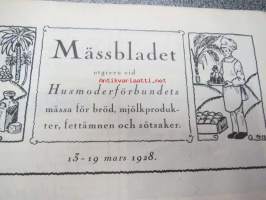 Mässbladet
utgiven vid
Husmoderförbundets
mässa för bröd, mjölkproduk-
ter, fettämnen och sötsaker.
13-19 mars 1928.